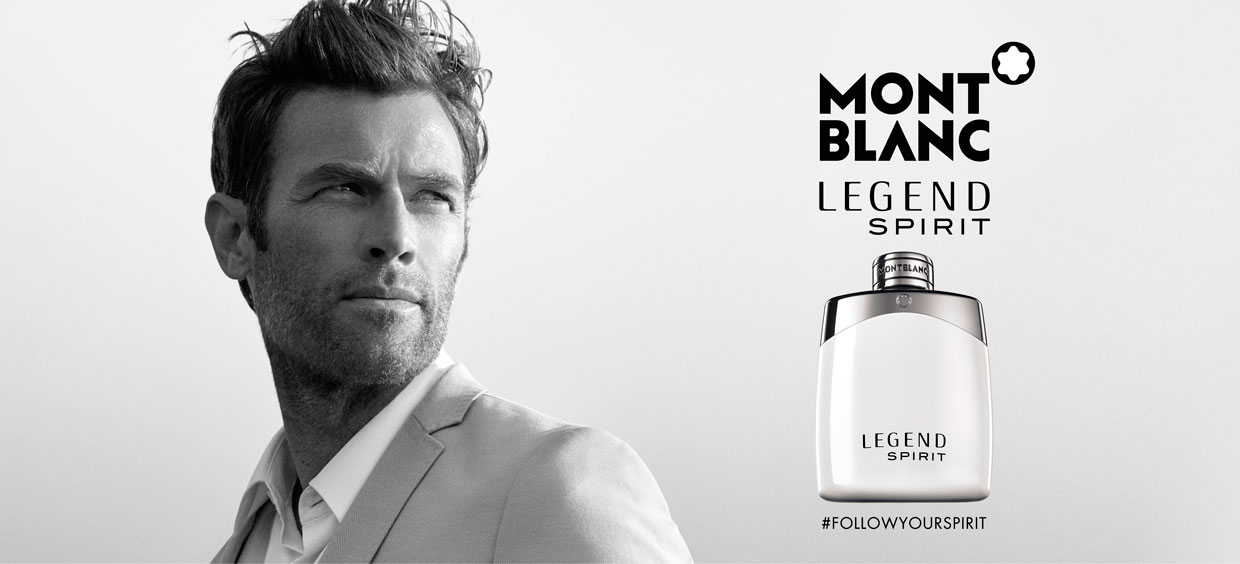 MONT
BLANC
LEGEND
SPIRIT
MONTBLANC
LEGEND
SPIRIT
#FOLLOWYOURSPIRIT